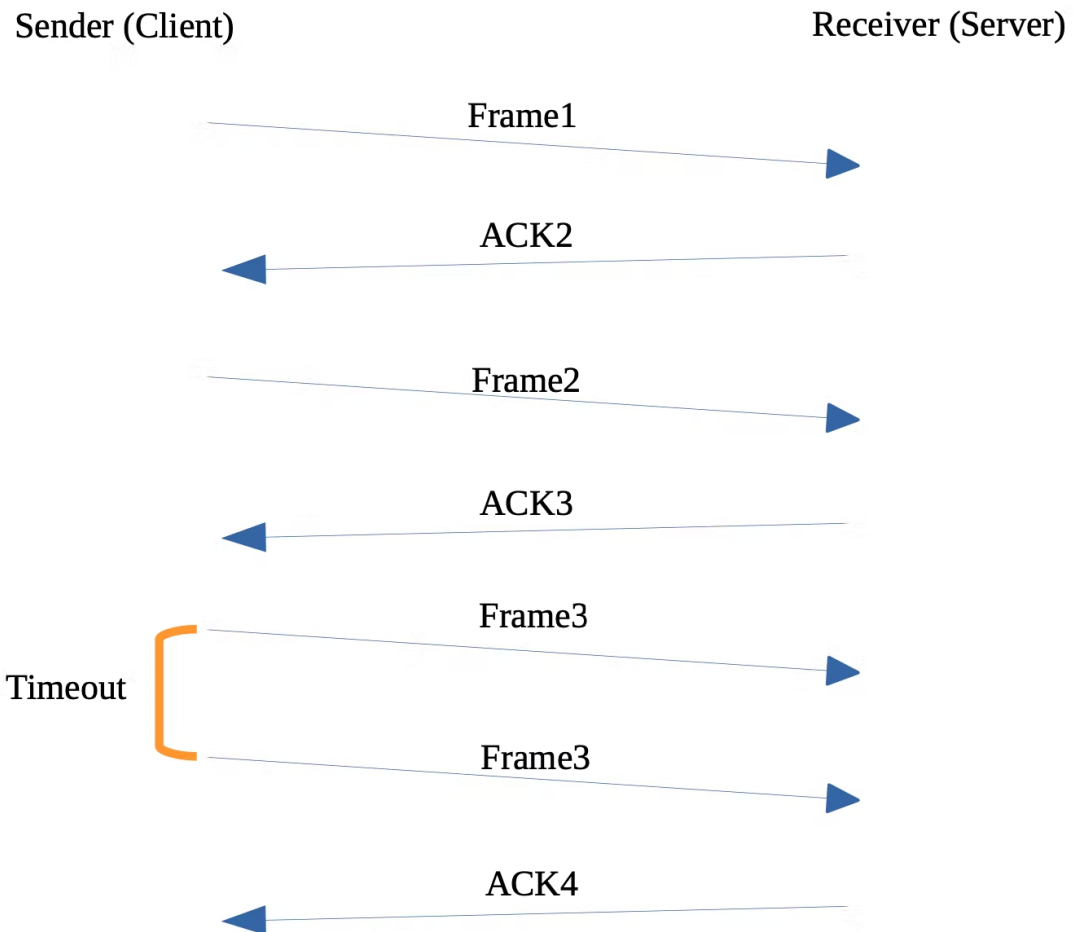 Sender (Client)
Receiver (Server)
Frame1
ACK2
Frame2
ACK3
Frame3
Timeout
Frame3
ACK4